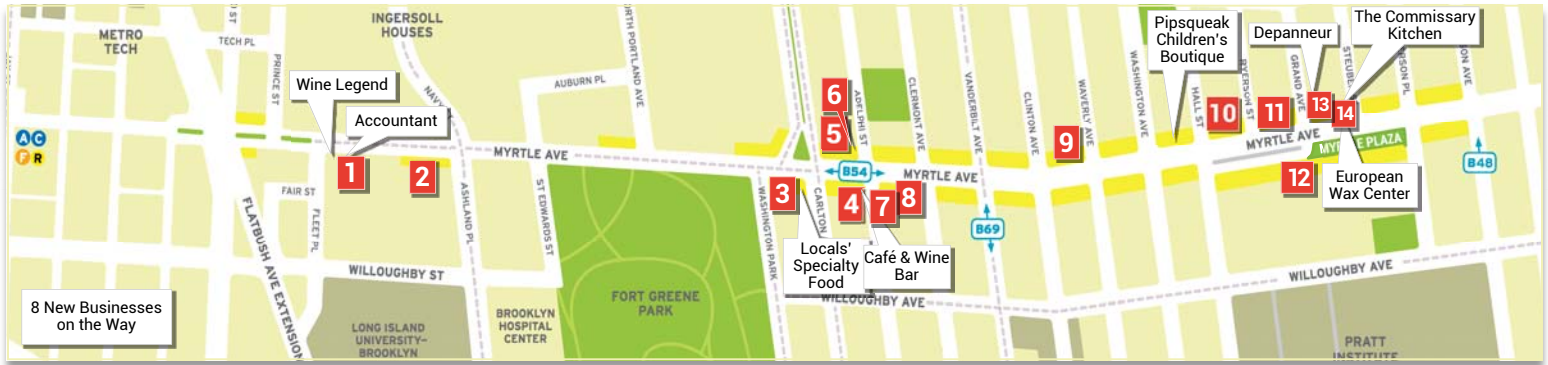 METRO
TECH
ST
TECH PL
PRINCE ST
INGERSOLL
HOUSES
AUBURN PL
Wine Legend
Accountant
A C
F R
1
2
FAIR ST
FLEET PL
ASHLAND PL
ST EDWARDS ST
MYRTLE AVE
FLATBUSH AVE EXTENSION
WILLOUGHBY ST
8 New Businesses
on the Way
LONG ISLAND
UNIVERSITY–
BROOKLYN
BROOKLYN
HOSPITAL
CENTER
FORT GREENE
PARK
WASHINGTON PARK
CARLTON
3
4
5
6
7
8
ADELPHI ST
CLERMONT AVE
VANDERBILT AVE
CLINTON AVE
WAVERLY AVE
WASHINGTON AVE
HALL ST
B54
MYRTLE AVE
B69
Locals'
Specialty
Food
Café & Wine
Bar
WILLOUGHBY AVE
9
Pipsqueak
Children's
Boutique
Depanneur
The Commissary
Kitchen
10
11
12
13
14
GRAND AVE
MYRTLE AVE
MYRTLE PLAZA
European
Wax Center
B48
WILLOUGHBY AVE
PRATT
INSTITUTE